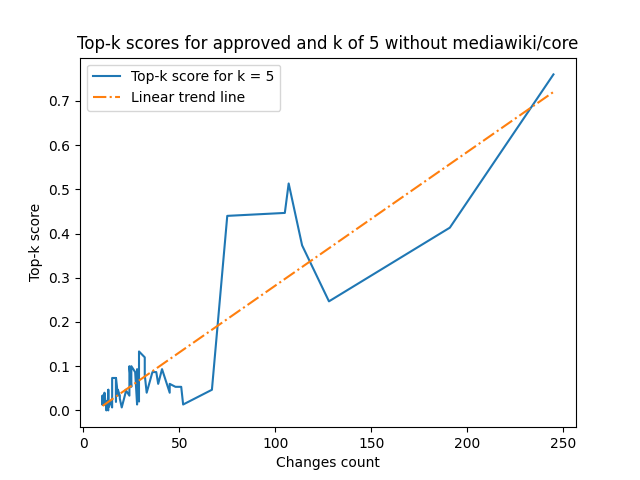 Top-k scores for approved and k of 5 without mediawiki/core
Top-k score for k = 5
Linear trend line
Top-k score
0.7
0.6
0.5
0.4
0.3
0.2
0.1
0.0
0 50 100 150 200 250
Changes count